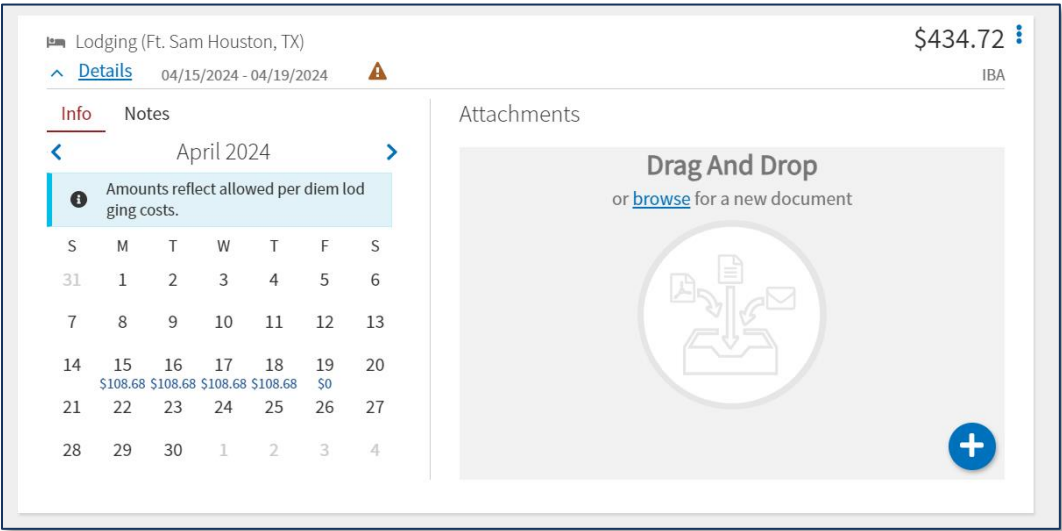 Lodging (Ft. Sam Houston, TX)
$434.72
Details
04/15/2024 - 04/19/2024
IBA
Info Notes
April 2024
Amounts reflect allowed per diem lod
ging costs.
S M T W T F S
31 1 2 3 4 5 6
7 8 9 10 11 12 13
14 15 16 17 18 19 20
$108.68 $108.68 $108.68 $108.68 $0
21 22 23 24 25 26 27
28 29 30 1 2 3 4
Attachments
Drag And Drop
or browse for a new document